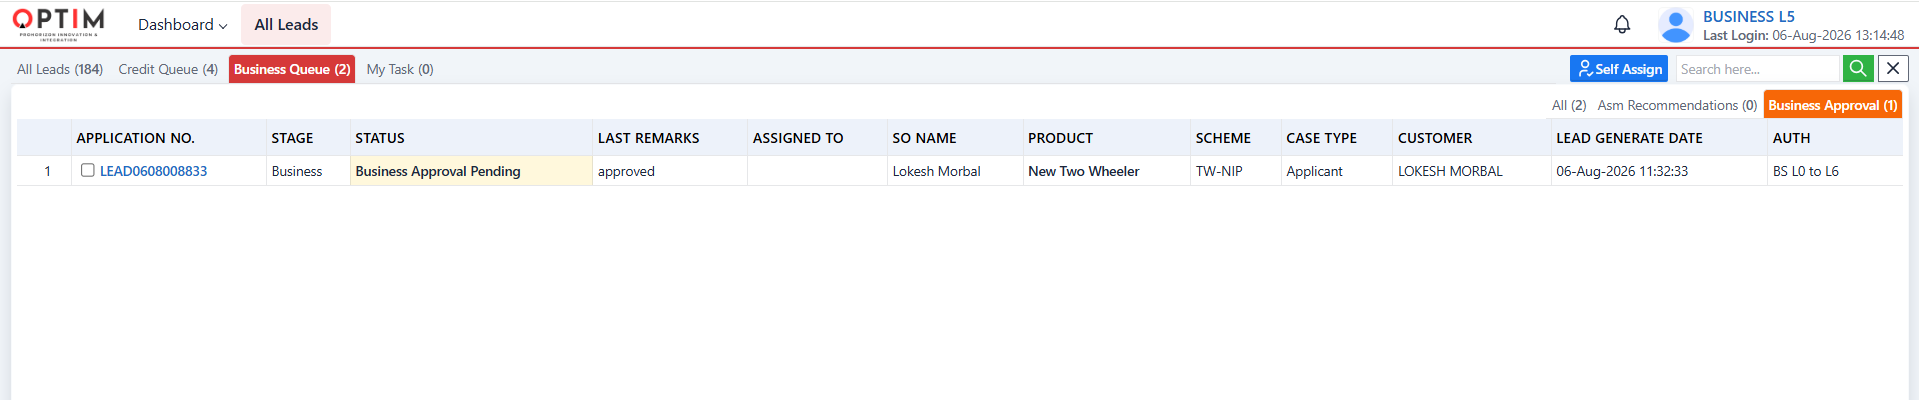 OPTIM
PROHORIZON INNOVATION &
INTEGRATION
Dashboard All Leads
BUSINESS L5
Last Login: 06-Aug-2026 13:14:48
All Leads (184) Credit Queue (4) Business Queue (2) My Task (0) Self Assign Search here...
All (2) Asm Recommendations (0) Business Approval (1)
APPLICATION NO. STAGE STATUS LAST REMARKS ASSIGNED TO SO NAME PRODUCT SCHEME CASE TYPE CUSTOMER LEAD GENERATE DATE AUTH
1 LEAD0608008833 Business Business Approval Pending approved Lokesh Morbal New Two Wheeler TW-NIP Applicant LOKESH MORBAL 06-Aug-2026 11:32:33 BS L0 to L6